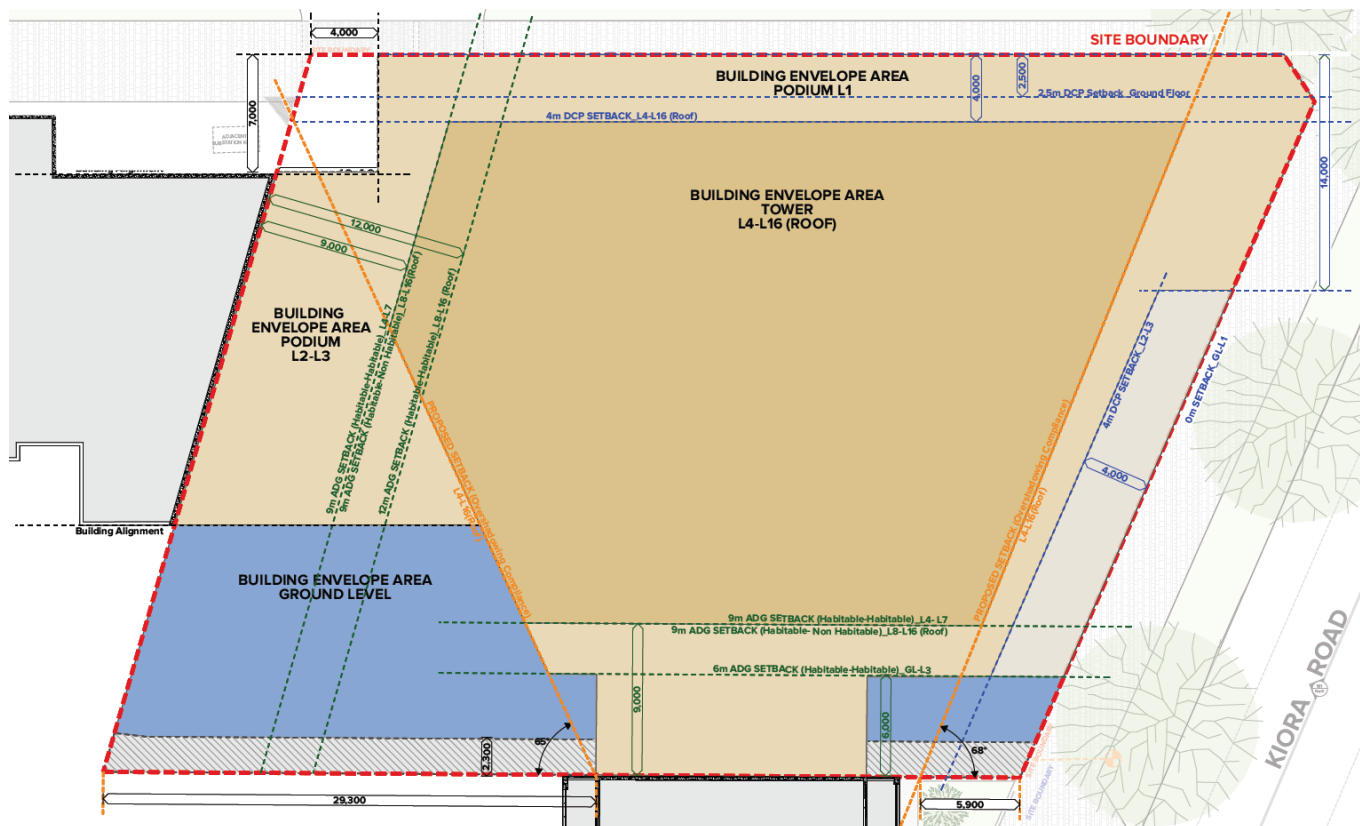 4,000
SITE BOUNDARY
SITE BOUNDARY
BUILDING ENVELOPE AREA
PODIUM L1
4,000
2,500
2.5m DCP Setback_Ground Floor
4m DCP SETBACK_L4-L16 (Roof)
7,000
14,000
BUILDING ENVELOPE AREA
TOWER
L4-L16 (ROOF)
12,000
9,000
BUILDING
ENVELOPE AREA
PODIUM
L2-L3
9m ADG SETBACK (Habitable-Habitable)_L4-L7
9m ADG SETBACK (Habitable-Non Habitable)_L8-L16(Roof)
12m ADG SETBACK (Habitable-Habitable)_L8-L16 (Roof)
4m DCP SETBACK_L2-L3
0m SETBACK_GL-L1
PROPOSED SETBACK (Overshadowing Compliance)
L4-L16(Roof)
PROPOSED SETBACK (Overshadowing Compliance)
L4-L16(Roof)
4,000
Building Alignment
BUILDING ENVELOPE AREA
GROUND LEVEL
9m ADG SETBACK (Habitable-Habitable)_L4- L7
9m ADG SETBACK (Habitable- Non Habitable)_L8-L16 (Roof)
6m ADG SETBACK (Habitable-Habitable)_GL-L3
9,000
6,000
2,300
68°
SITE BOUNDARY
SITE BOUNDARY
KIORA ROAD
29,300
5,900